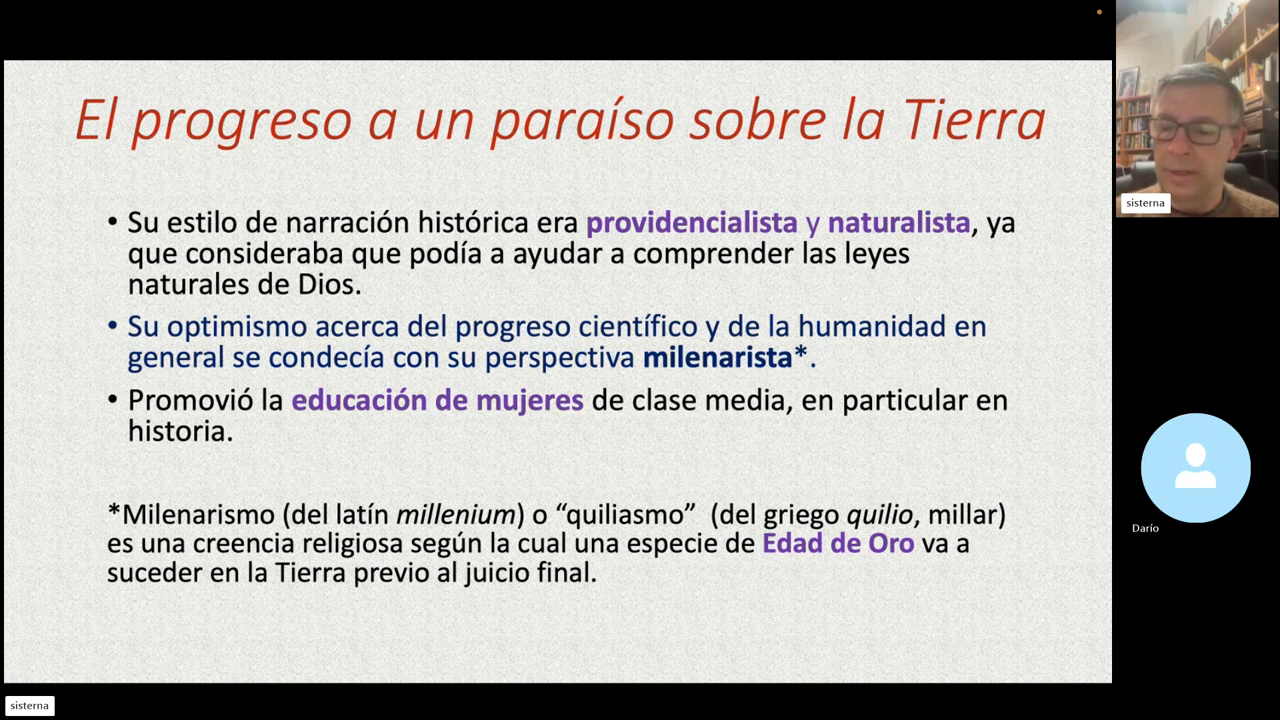 El progreso a un paraíso sobre la Tierra
• Su estilo de narración histórica era providencialista y naturalista, ya
que consideraba que podía a ayudar a comprender las leyes
naturales de Dios.
• Su optimismo acerca del progreso científico y de la humanidad en
general se condecía con su perspectiva milenarista*.
• Promovió la educación de mujeres de clase media, en particular en
historia.
*Milenarismo (del latín millenium) o “quiliasmo” (del griego quilio, millar)
es una creencia religiosa según la cual una especie de Edad de Oro va a
suceder en la Tierra previo al juicio final.
sisterna
Darío
sisterna